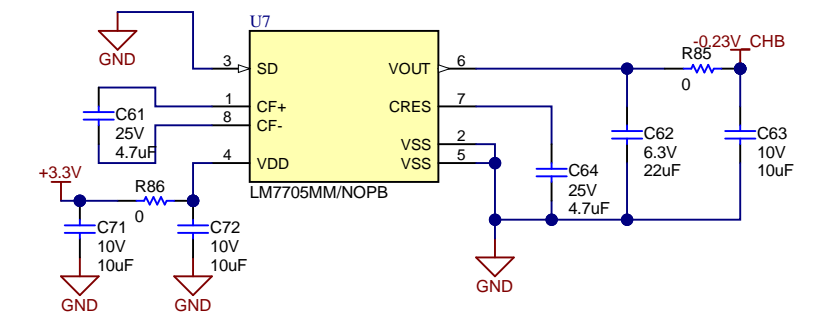 U7
-0.23V_CHB
GND
3 SD VOUT 6
R85
0
1 CF+ CRES 7
8 CF-
C61
25V
4.7uF
VSS 2
4 VDD VSS 5
LM7705MM/NOPB
C62
6.3V
22uF
C63
10V
10uF
C64
25V
4.7uF
+3.3V
R86
0
C71
10V
10uF
C72
10V
10uF
GND
GND
GND